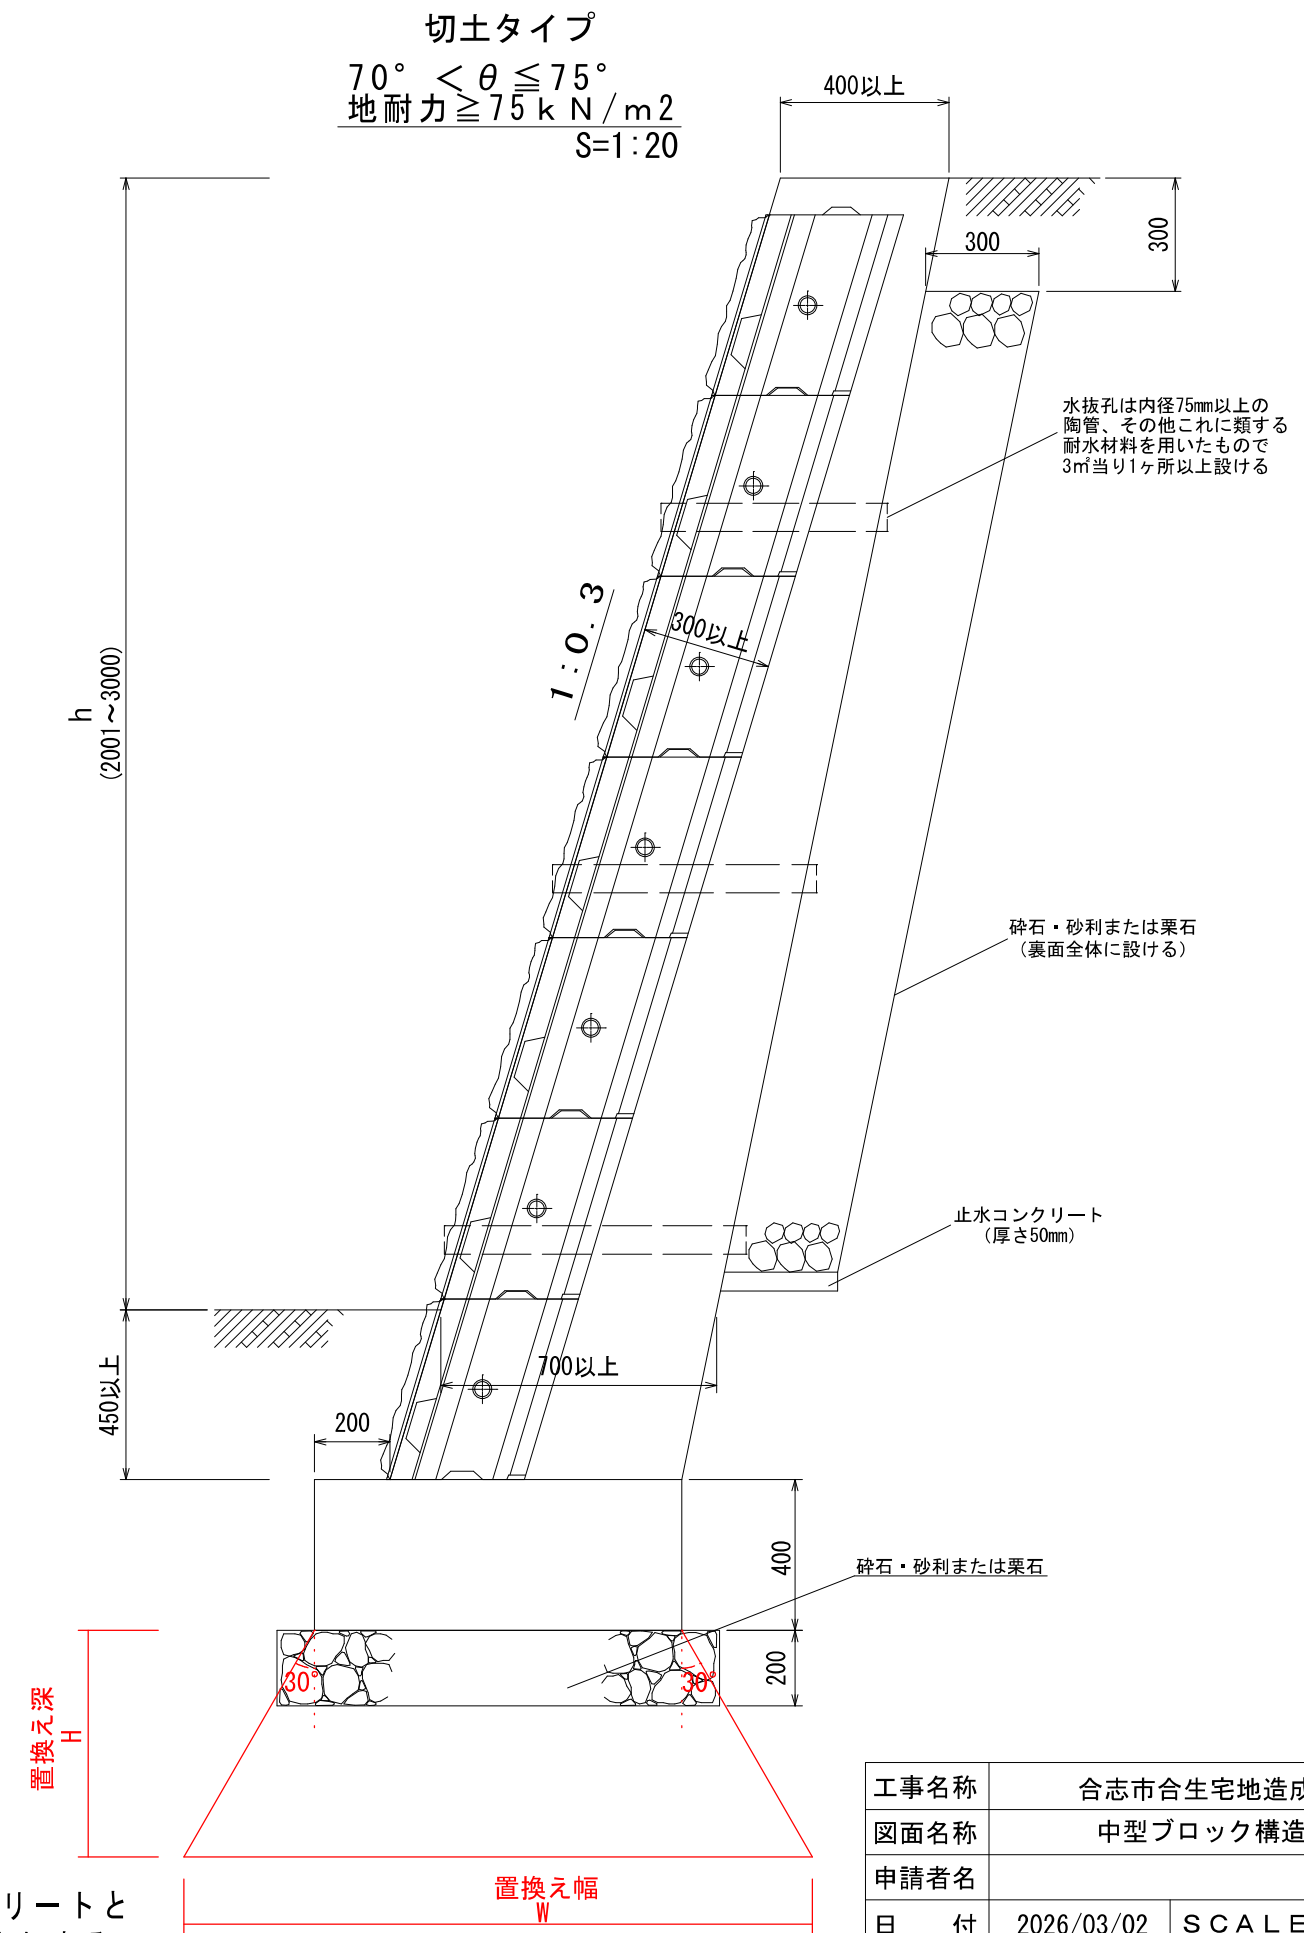 切土タイプ
70° ＜θ≦75°
地耐力≧75ｋＮ/ｍ2
S=1:20
400以上
300
300
水抜孔は内径75mm以上の
陶管、その他これに類する
耐水材料を用いたもので
3㎡当り1ヶ所以上設ける
1:0.3
300以上
h
(2001～3000)
砕石・砂利または栗石
(裏面全体に設ける)
止水コンクリート
(厚さ50mm)
700以上
450以上
200
400
砕石・砂利または栗石
200
30°
30°
置換え深
H
置換え幅
W
リートと
工事名称 合志市合生宅地造成
図面名称 中型ブロック構造
申請者名
日 付 2026/03/02 ＳＣＡＬＥ